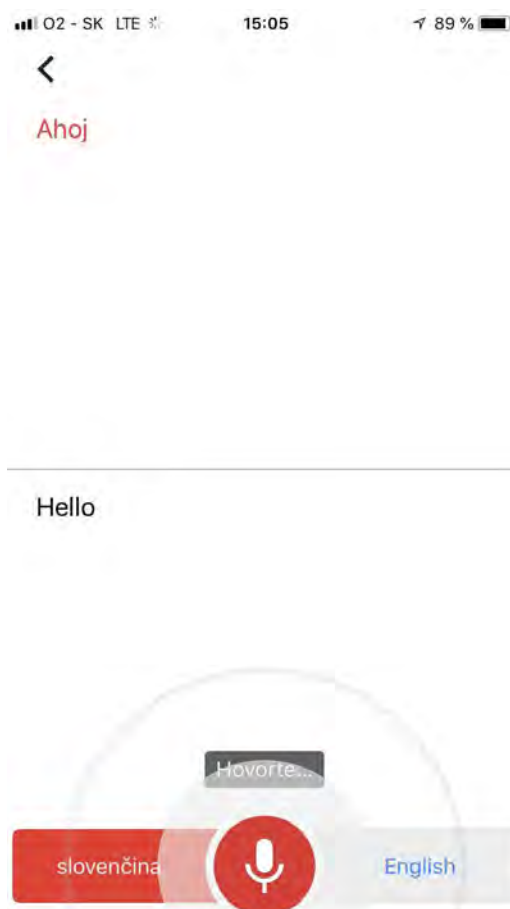 O2 - SK LTE 15:05 89 %
Ahoj
Hello
Hovorte...
slovenčina English